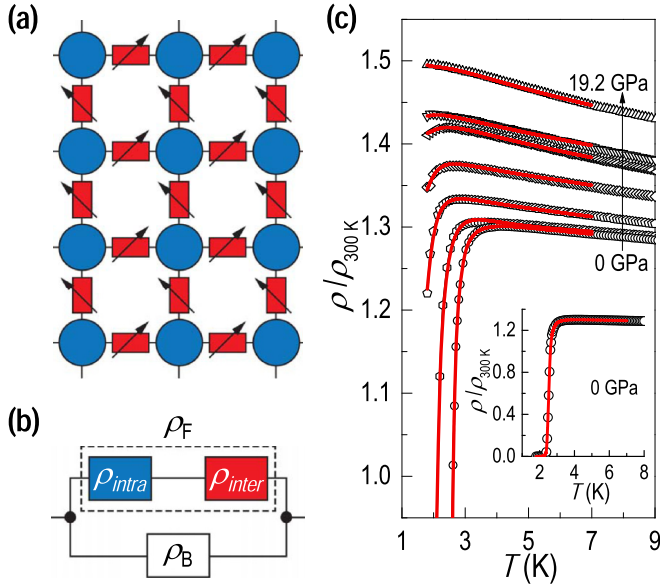 (a)
(b)
ρF
ρintra
ρinter
ρB
(c)
ρ/ρ300 K
1.5
1.4
1.3
1.2
1.1
1.0
19.2 GPa
0 GPa
ρ/ρ300 K
1.2
0.8
0.4
0.0
0 GPa
2 4 6 8
T (K)
1 3 5 7 9
T (K)